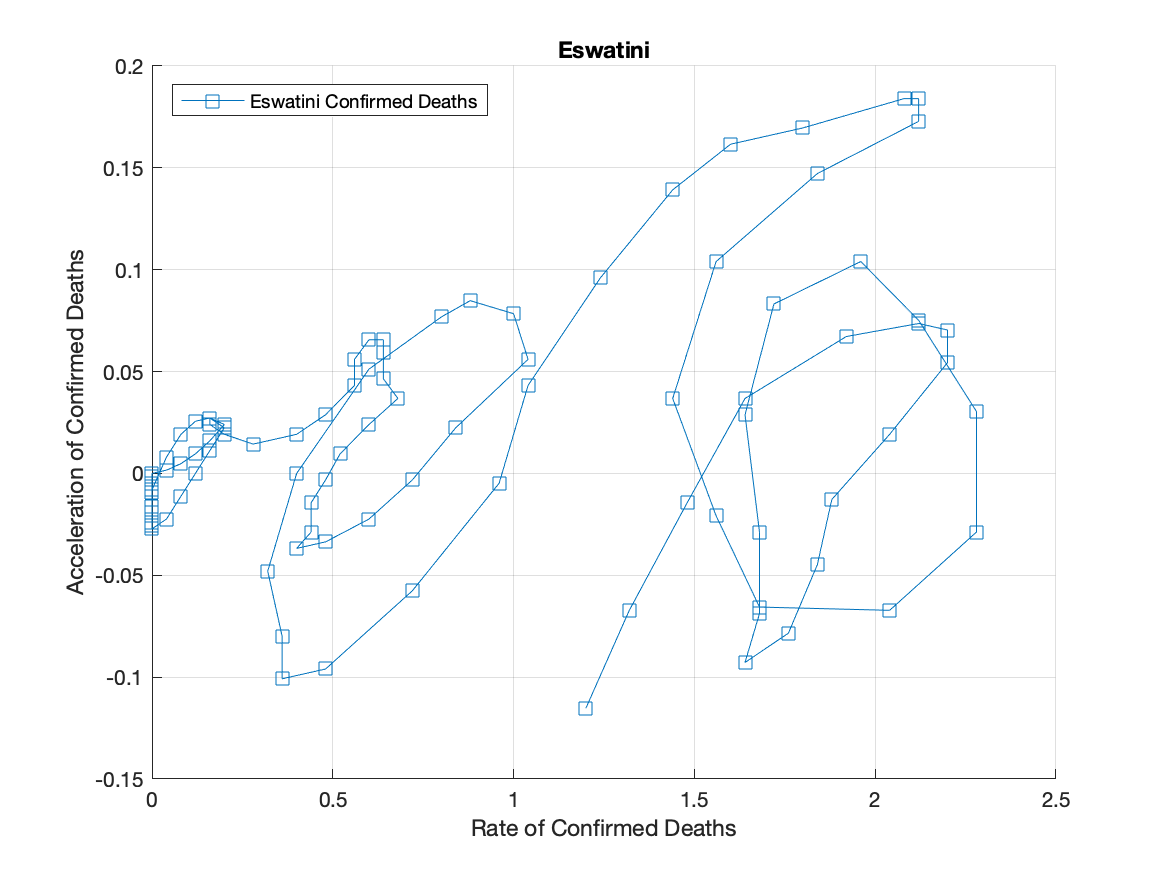 Eswatini
Eswatini Confirmed Deaths
0.2
0.15
0.1
0.05
0
-0.05
-0.1
-0.15
0 0.5 1 1.5 2 2.5
Acceleration of Confirmed Deaths
Rate of Confirmed Deaths